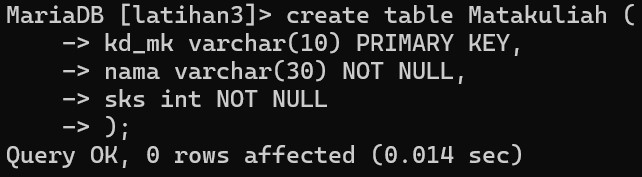 MariaDB [latihan3]> create table Matakuliah (
    -> kd_mk varchar(10) PRIMARY KEY,
    -> nama varchar(30) NOT NULL,
    -> sks int NOT NULL
    -> );
Query OK, 0 rows affected (0.014 sec)